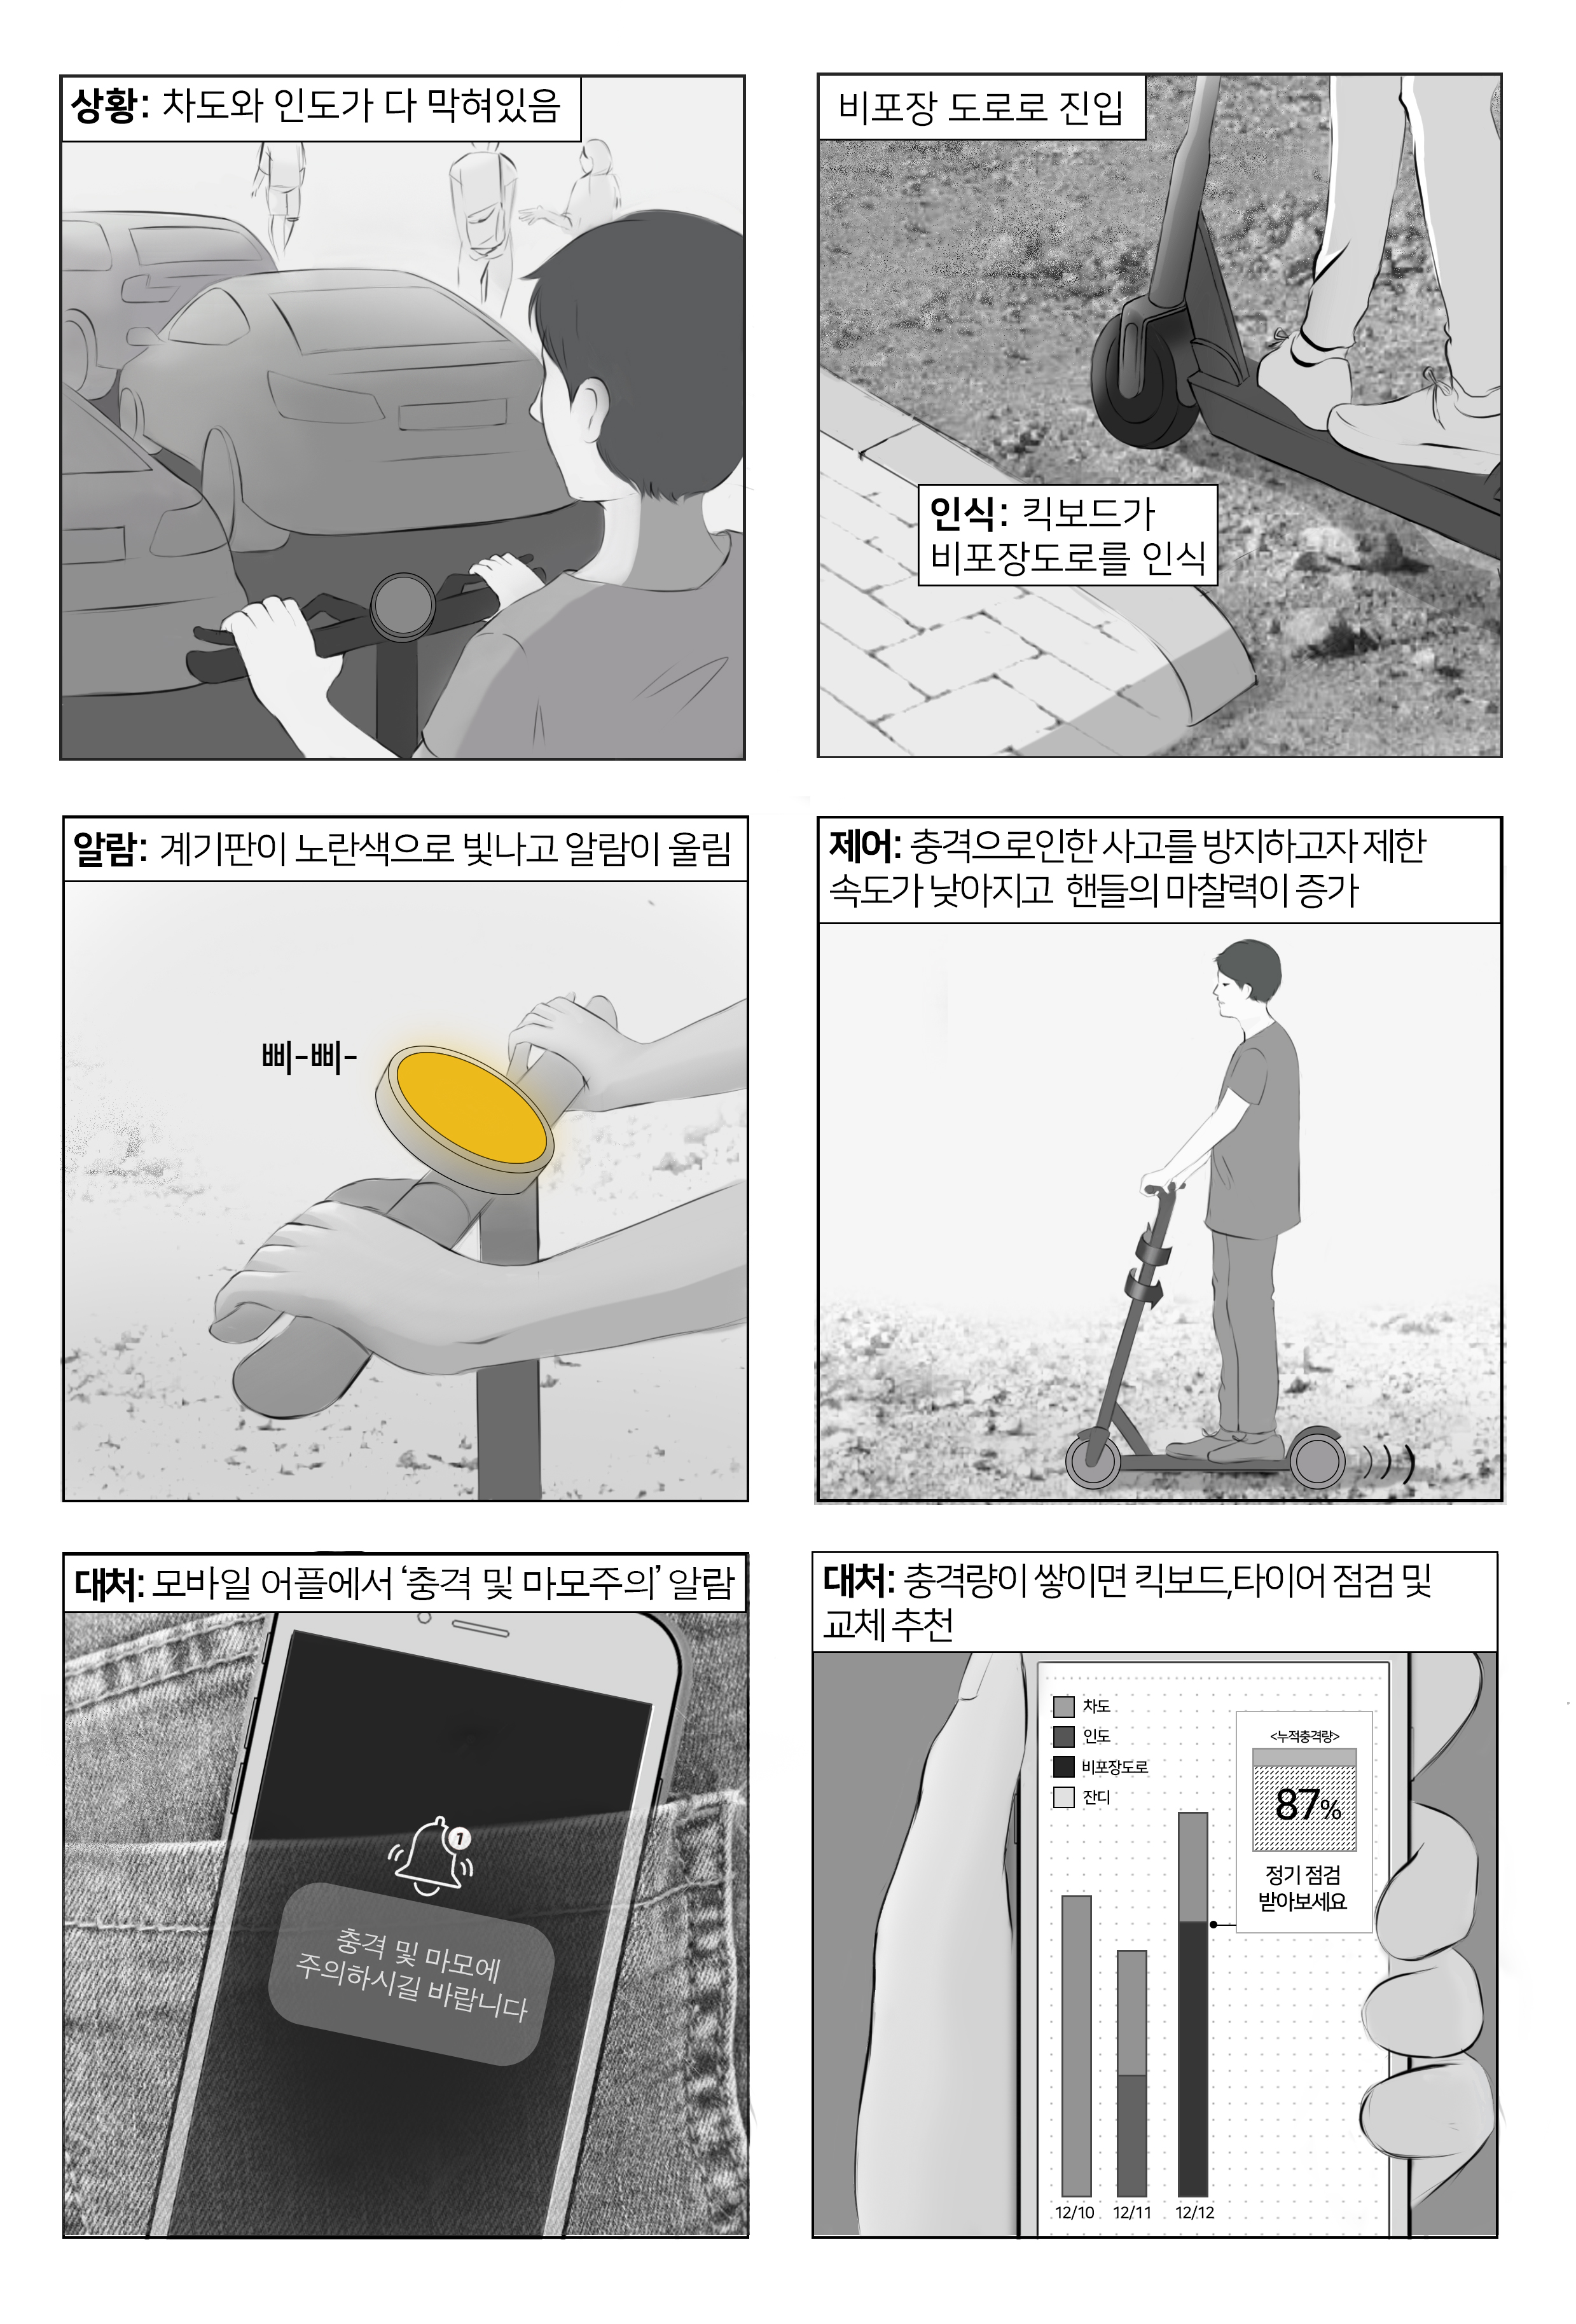 상황: 차도와 인도가 다 막혀있음
비포장 도로로 진입
인식: 킥보드가
비포장도로를 인식
알람: 계기판이 노란색으로 빛나고 알람이 울림
삐-삐-
제어: 충격으로인한 사고를 방지하고자 제한
속도가 낮아지고 핸들의 마찰력이 증가
대처: 모바일 어플에서 ‘충격 및 마모주의’ 알람
1
충격 및 마모에
주의하시길 바랍니다
대처: 충격량이 쌓이면 킥보드,타이어 점검 및
교체 추천
차도
인도
비포장도로
잔디
<누적충격량>
87%
정기 점검
받아보세요
12/10 12/11 12/12